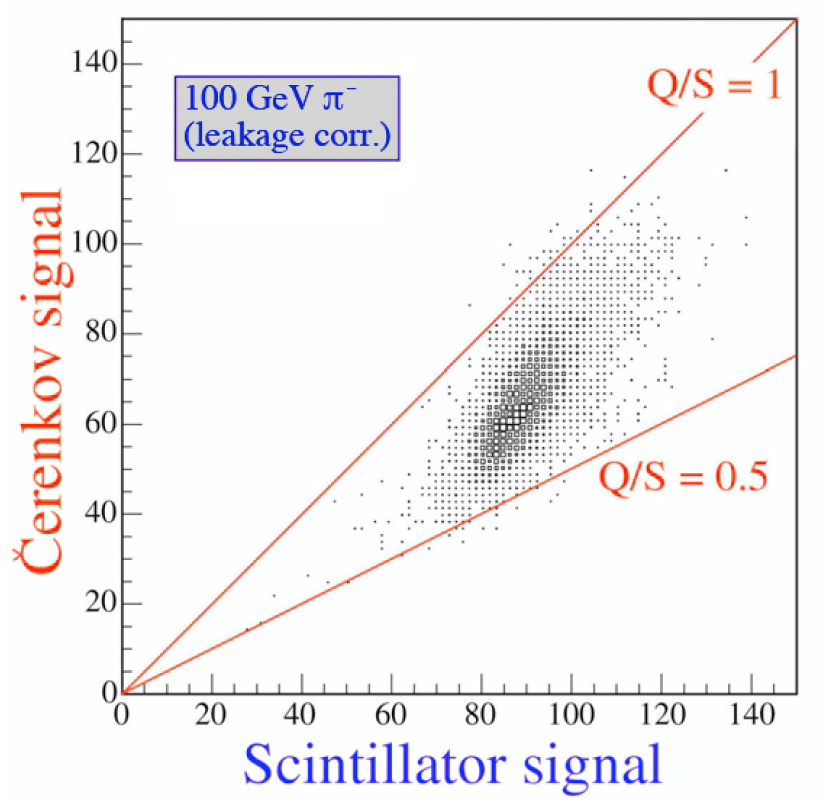 140
120
100
80
60
40
20
0
0 20 40 60 80 100 120 140
Čerenkov signal
Scintillator signal
100 GeV π⁻
(leakage corr.)
Q/S = 1
Q/S = 0.5